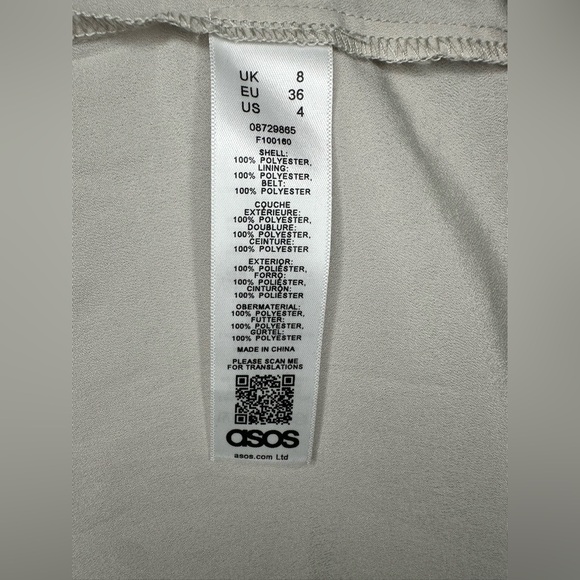 UK 8
EU 36
US 4
08729865
F100160
SHELL:
100% POLYESTER,
LINING:
100% POLYESTER,
BELT:
100% POLYESTER
COUCHE
EXTÉRIEURE:
100% POLYESTER,
DOUBLURE:
100% POLYESTER,
CEINTURE:
100% POLYESTER
EXTERIOR:
100% POLIÉSTER,
FORRO:
100% POLIÉSTER,
CINTURÓN:
100% POLIÉSTER
OBERMATERIAL:
100% POLYESTER,
FUTTER:
100% POLYESTER,
GÜRTEL:
100% POLYESTER
MADE IN CHINA
PLEASE SCAN ME
FOR TRANSLATIONS
asos
asos.com Ltd